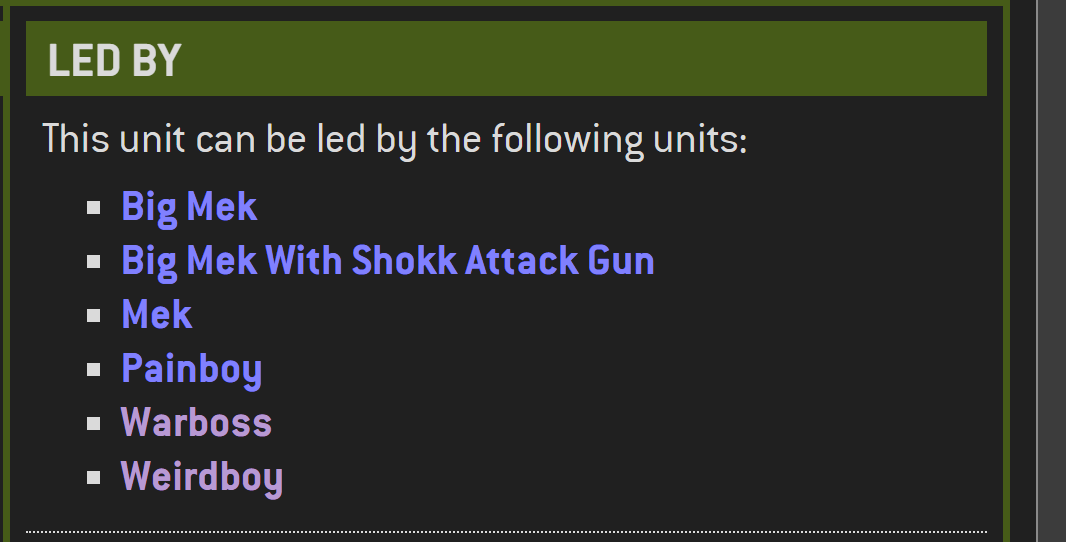 LED BY
This unit can be led by the following units:
Big Mek
Big Mek With Shokk Attack Gun
Mek
Painboy
Warboss
Weirdboy